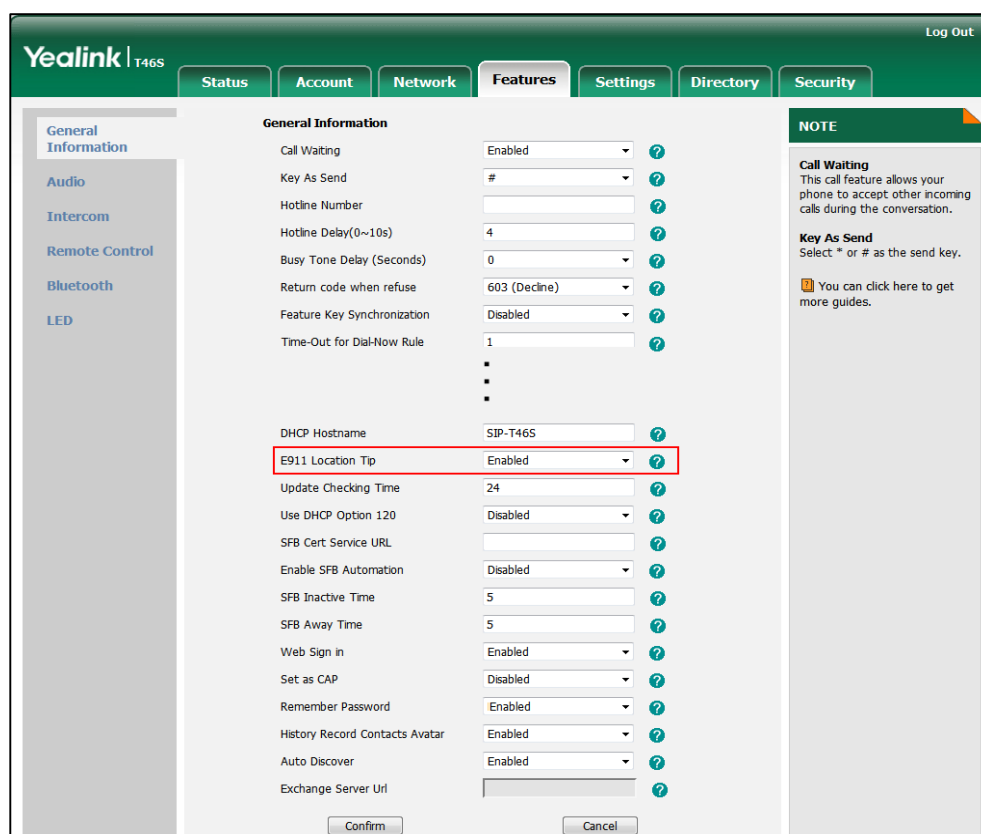 Log Out
Yealink T46S
Status Account Network Features Settings Directory Security
General
Information
Audio
Intercom
Remote Control
Bluetooth
LED
General Information
Call Waiting Enabled ?
Key As Send # ?
Hotline Number ?
Hotline Delay(0~10s) 4 ?
Busy Tone Delay (Seconds) 0 ?
Return code when refuse 603 (Decline) ?
Feature Key Synchronization Disabled ?
Time-Out for Dial-Now Rule 1 ?
DHCP Hostname SIP-T46S ?
E911 Location Tip Enabled ?
Update Checking Time 24 ?
Use DHCP Option 120 Disabled ?
SFB Cert Service URL ?
Enable SFB Automation Disabled ?
SFB Inactive Time 5 ?
SFB Away Time 5 ?
Web Sign in Enabled ?
Set as CAP Disabled ?
Remember Password Enabled ?
History Record Contacts Avatar Enabled ?
Auto Discover Enabled ?
Exchange Server Url ?
Confirm Cancel
NOTE
Call Waiting
This call feature allows your
phone to accept other incoming
calls during the conversation.
Key As Send
Select * or # as the send key.
? You can click here to get
more guides.